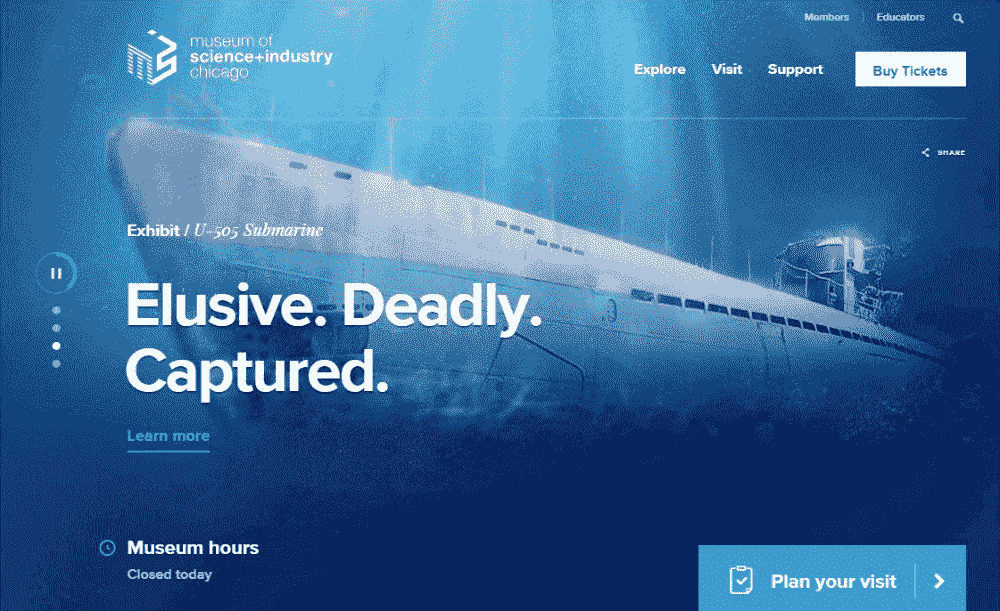 Members
Educators
museum of
science+industry
chicago
Explore
Visit
Support
Buy Tickets
SHARE
Exhibit / U-505 Submarine
Elusive. Deadly.
Captured.
Learn more
Museum hours
Closed today
Plan your visit